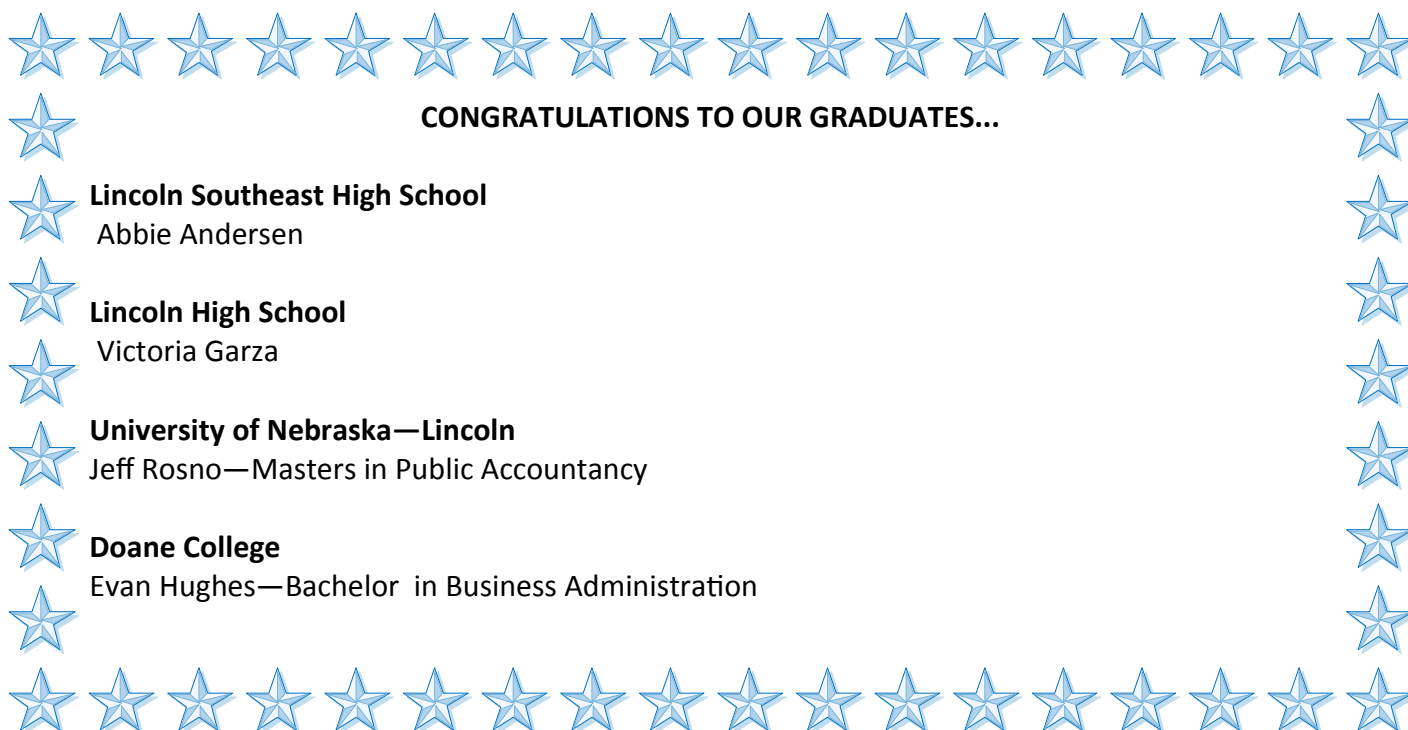 CONGRATULATIONS TO OUR GRADUATES...
Lincoln Southeast High School
Abbie Andersen
Lincoln High School
Victoria Garza
University of Nebraska—Lincoln
Jeff Rosno—Masters in Public Accountancy
Doane College
Evan Hughes—Bachelor  in Business Administration